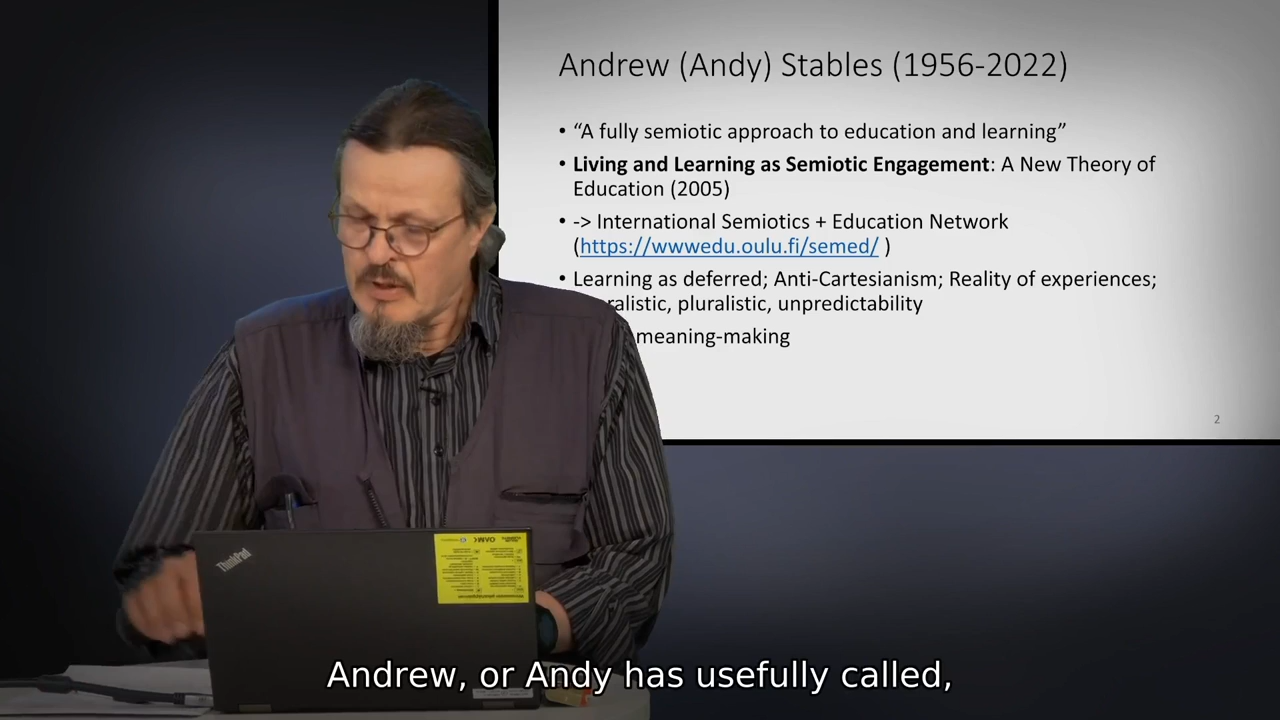 Andrew (Andy) Stables (1956-2022)
• “A fully semiotic approach to education and learning”
• Living and Learning as Semiotic Engagement: A New Theory of
Education (2005)
• -> International Semiotics + Education Network
(https://wwwedu.oulu.fi/semed/ )
• Learning as deferred; Anti-Cartesianism; Reality of experiences;
ralistic, pluralistic, unpredictability
meaning-making
2
ThinkPad
OAMK
Andrew, or Andy has usefully called,